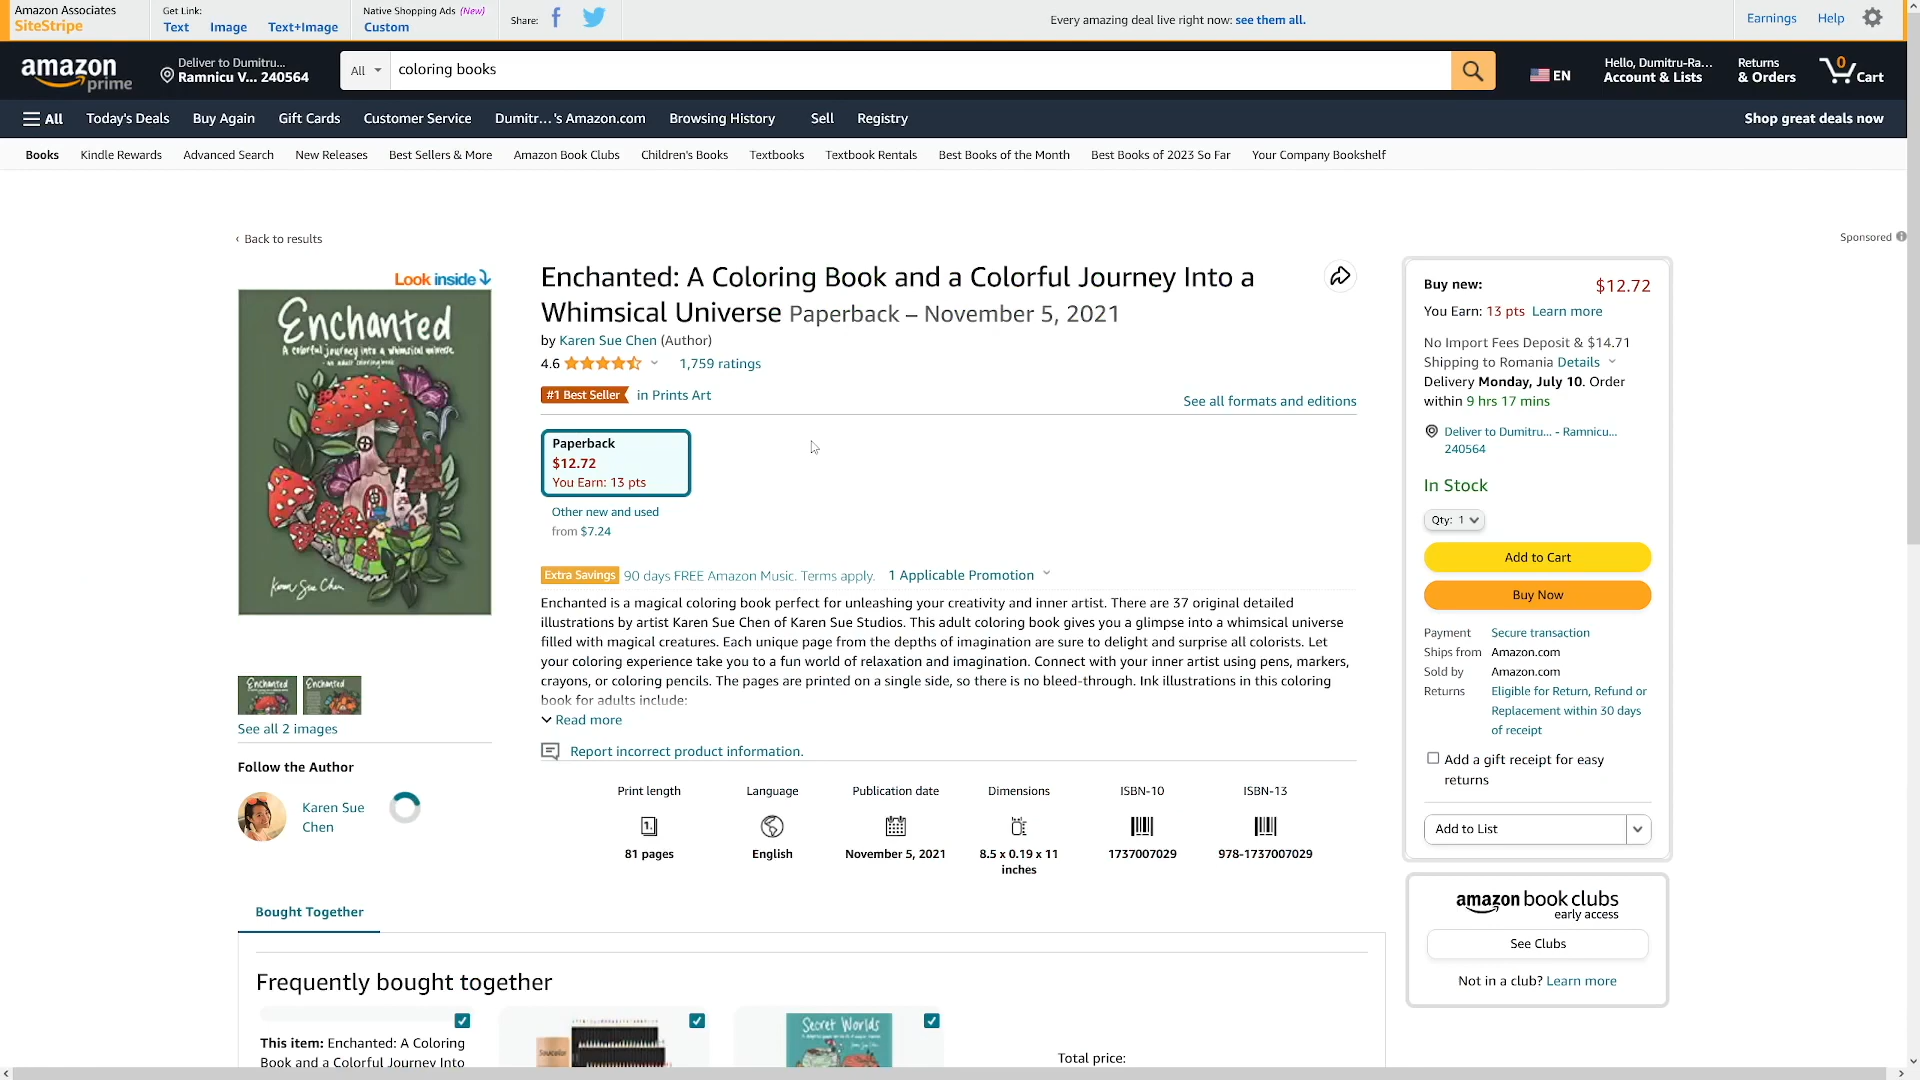 Amazon Associates
SiteStripe
Get Link:
Text Image Text+Image
Native Shopping Ads (New)
Custom
Share:
Every amazing deal live right now: see them all.
Earnings Help
amazon
prime
Deliver to Dumitru...
Ramnicu V... 240564
All
coloring books
EN
Hello, Dumitru-Ra...
Account & Lists
Returns
& Orders
0
Cart
All Today's Deals Buy Again Gift Cards Customer Service Dumitr...'s Amazon.com Browsing History Sell Registry
Shop great deals now
Books Kindle Rewards Advanced Search New Releases Best Sellers & More Amazon Book Clubs Children's Books Textbooks Textbook Rentals Best Books of the Month Best Books of 2023 So Far Your Company Bookshelf
‹ Back to results
Sponsored
Look inside
Enchanted
A colorful journey into a whimsical universe
- an adult coloring book
Karen Sue Chen
Enchanted
Enchanted
See all 2 images
Follow the Author
Karen Sue
Chen
Enchanted: A Coloring Book and a Colorful Journey Into a
Whimsical Universe Paperback – November 5, 2021
by Karen Sue Chen (Author)
4.6 1,759 ratings
#1 Best Seller in Prints Art
See all formats and editions
Paperback
$12.72
You Earn: 13 pts
Other new and used
from $7.24
Extra Savings 90 days FREE Amazon Music. Terms apply. 1 Applicable Promotion
Enchanted is a magical coloring book perfect for unleashing your creativity and inner artist. There are 37 original detailed
illustrations by artist Karen Sue Chen of Karen Sue Studios. This adult coloring book gives you a glimpse into a whimsical universe
filled with magical creatures. Each unique page from the depths of imagination are sure to delight and surprise all colorists. Let
your coloring experience take you to a fun world of relaxation and imagination. Connect with your inner artist using pens, markers,
crayons, or coloring pencils. The pages are printed on a single side, so there is no bleed-through. Ink illustrations in this coloring
book for adults include:
Read more
Report incorrect product information.
Print length Language Publication date Dimensions ISBN-10 ISBN-13
81 pages English November 5, 2021 8.5 x 0.19 x 11 1737007029 978-1737007029
inches
Buy new: $12.72
You Earn: 13 pts Learn more
No Import Fees Deposit & $14.71
Shipping to Romania Details
Delivery Monday, July 10. Order
within 9 hrs 17 mins
Deliver to Dumitru... - Ramnicu...
240564
In Stock
Qty: 1
Add to Cart
Buy Now
Payment Secure transaction
Ships from Amazon.com
Sold by Amazon.com
Returns Eligible for Return, Refund or
Replacement within 30 days
of receipt
Add a gift receipt for easy
returns
Add to List
amazon book clubs
early access
See Clubs
Not in a club? Learn more
Bought Together
Frequently bought together
This item: Enchanted: A Coloring
Book and a Colorful Journey Into
Secret Worlds
Total price: